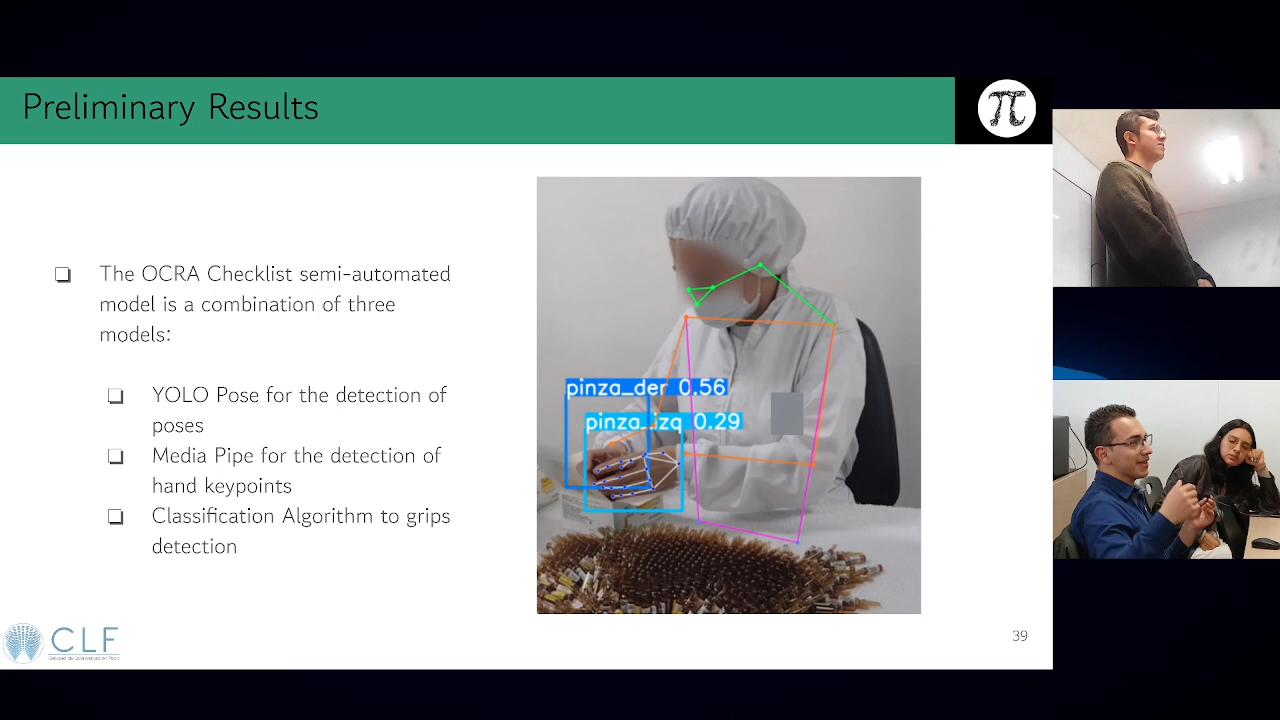 Preliminary Results
π
❏ The OCRA Checklist semi-automated
model is a combination of three
models:
❏ YOLO Pose for the detection of
poses
❏ Media Pipe for the detection of
hand keypoints
❏ Classification Algorithm to grips
detection
pinza_der 0.56
pinza_izq 0.29
CLF
39